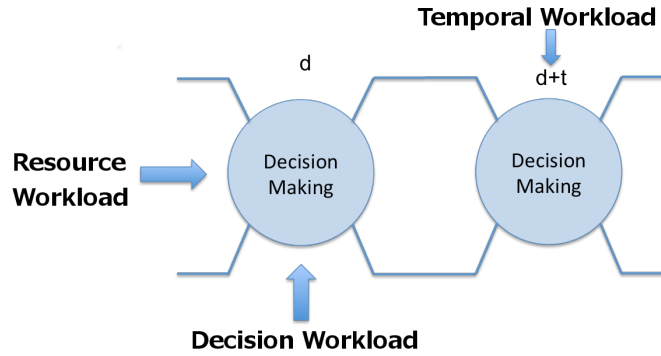 Temporal Workload
d
d+t
Resource
Workload
Decision
Making
Decision
Making
Decision Workload